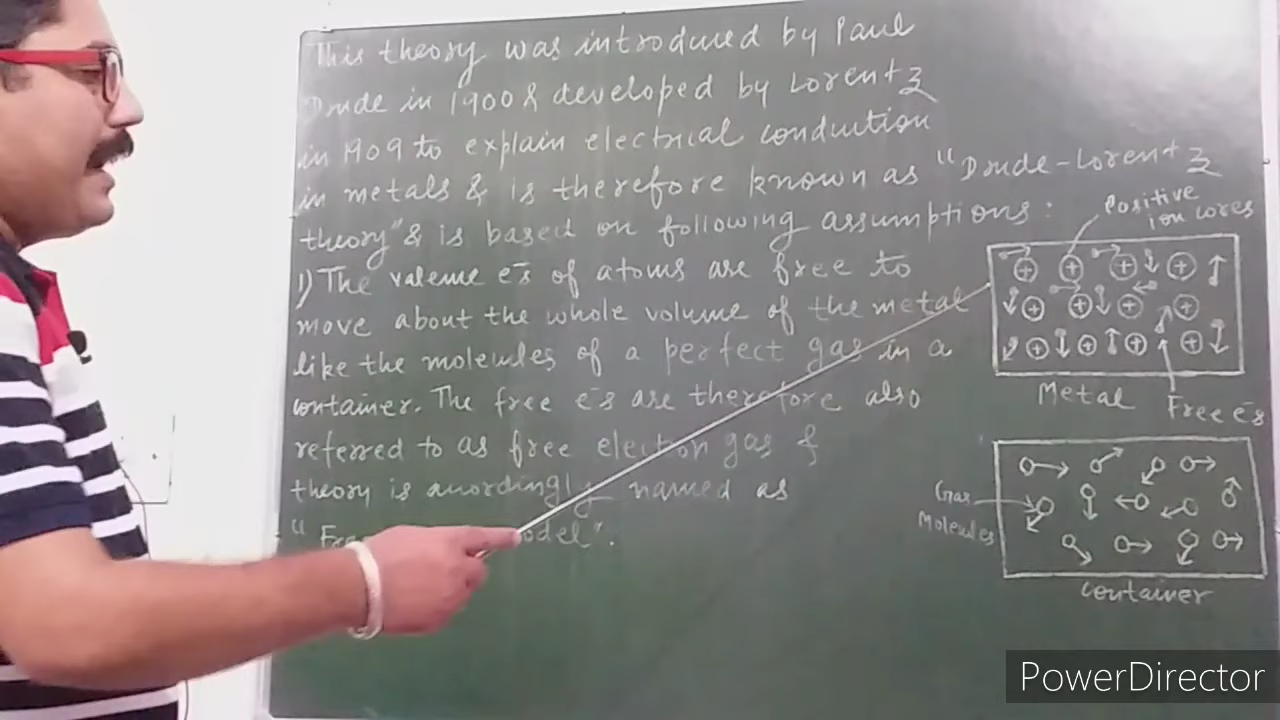 This theory was introduced by Paul
Drude in 1900 & developed by Lorentz
in 1909 to explain electrical conduction
in metals & is therefore known as "Drude-Lorentz
theory" & is based on following assumptions:
1) The valence e⁻s of atoms are free to
move about the whole volume of the metal
like the molecules of a perfect gas in a
container. The free e⁻s are therefore also
referred to as free electron gas &
theory is accordingly named as
" odel".
Positive
ion cores
Metal
Free e⁻s
Gas
Molecules
Container
PowerDirector